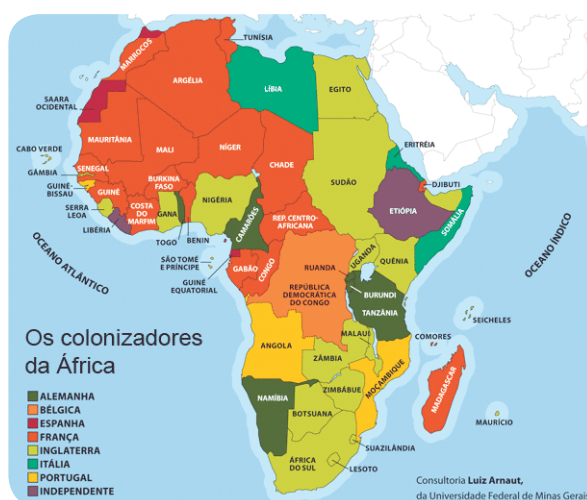 TUNÍSIA
MARROCOS
ARGÉLIA
LÍBIA
EGITO
SAARA
OCIDENTAL
MAURITÂNIA
MALI
NÍGER
CHADE
SUDÃO
ERITRÉIA
CABO VERDE
SENEGAL
GÂMBIA
BURKINA
FASO
DJIBUTI
GUINÉ-
BISSAU
GUINÉ
NIGÉRIA
ETIÓPIA
SOMÁLIA
SERRA
LEOA
COSTA
DO
MARFIM
GANA
CAMARÕES
REP. CENTRO-
AFRICANA
LIBÉRIA
TOGO
BENIN
OCEANO ATLÂNTICO
OCEANO ÍNDICO
SÃO TOMÉ
E PRÍNCIPE
GUINÉ
EQUATORIAL
GABÃO
CONGO
UGANDA
QUÊNIA
RUANDA
REPÚBLICA
DEMOCRÁTICA
DO CONGO
BURUNDI
TANZÂNIA
SEICHELES
Os colonizadores
da África
ANGOLA
MALAUÍ
COMORES
ZÂMBIA
MOÇAMBIQUE
MADAGASCAR
ZIMBÁBUE
NAMÍBIA
BOTSUANA
MAURÍCIO
SUAZILÂNDIA
ÁFRICA
DO SUL
LESOTO
ALEMANHA
BÉLGICA
ESPANHA
FRANÇA
INGLATERRA
ITÁLIA
PORTUGAL
INDEPENDENTE
Consultoria Luiz Arnaut,
da Universidade Federal de Minas Gerais